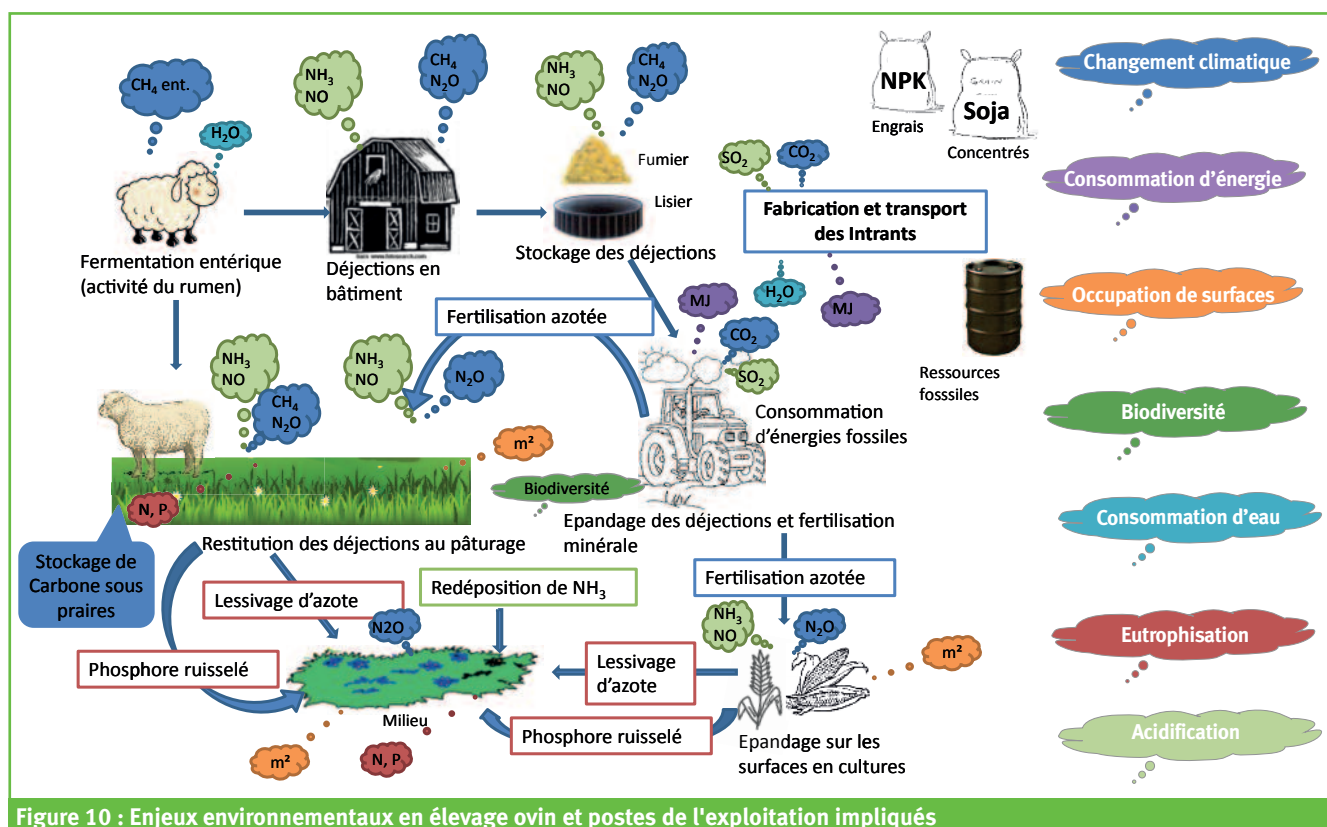 CH₄ ent.
H₂O
NH₃
NO
CH₄
N₂O
NH₃
NO
CH₄
N₂O
Fumier
Lisier
Fermentation entérique
(activité du rumen)
Déjections en
bâtiment
Stockage des déjections
NPK
Engrais
Soja
Concentrés
SO₂
CO₂
Fabrication et transport
des Intrants
H₂O
MJ
MJ
Ressources
fosssiles
Fertilisation azotée
CO₂
SO₂
Consommation
d'énergies fossiles
NH₃
NO
CH₄
N₂O
NH₃
NO
N₂O
m²
Biodiversité
N, P
Stockage de
Carbone sous
praires
Restitution des déjections au pâturage
Epandage des déjections et fertilisation
minérale
Lessivage d'azote
Redéposition de NH₃
Fertilisation azotée
N2O
NH₃
NO
N₂O
m²
Phosphore ruisselé
Lessivage
d'azote
Milieu
Phosphore ruisselé
m²
N, P
Epandage sur les
surfaces en cultures
Changement climatique
Consommation d'énergie
Occupation de surfaces
Biodiversité
Consommation d'eau
Eutrophisation
Acidification
Figure 10 : Enjeux environnementaux en élevage ovin et postes de l'exploitation impliqués